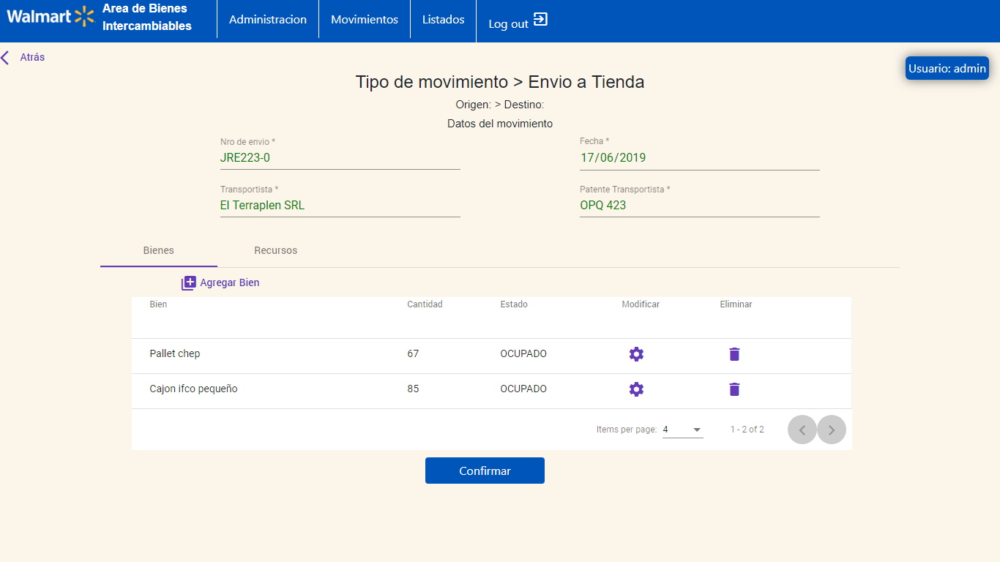 Walmart
Area de Bienes
Intercambiables
Administracion
Movimientos
Listados
Log out
Atrás
Usuario: admin
Tipo de movimiento > Envio a Tienda
Origen: > Destino:
Datos del movimiento
Nro de envio *
JRE223-0
Fecha *
17/06/2019
Transportista *
El Terraplen SRL
Patente Transportista *
OPQ 423
Bienes
Recursos
Agregar Bien
Bien Cantidad Estado Modificar Eliminar
Pallet chep 67 OCUPADO
Cajon ifco pequeño 85 OCUPADO
Items per page: 4 1 - 2 of 2
Confirmar